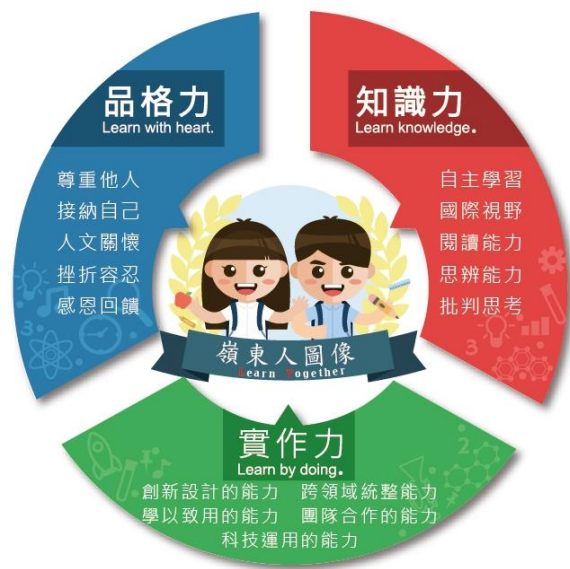 品格力
Learn with heart.
尊重他人
接納自己
人文關懷
挫折容忍
感恩回饋
知識力
Learn knowledge.
自主學習
國際視野
閱讀能力
思辨能力
批判思考
嶺東人圖像
Learn Together
實作力
Learn by doing.
創新設計的能力 跨領域統整能力
學以致用的能力 團隊合作的能力
科技運用的能力